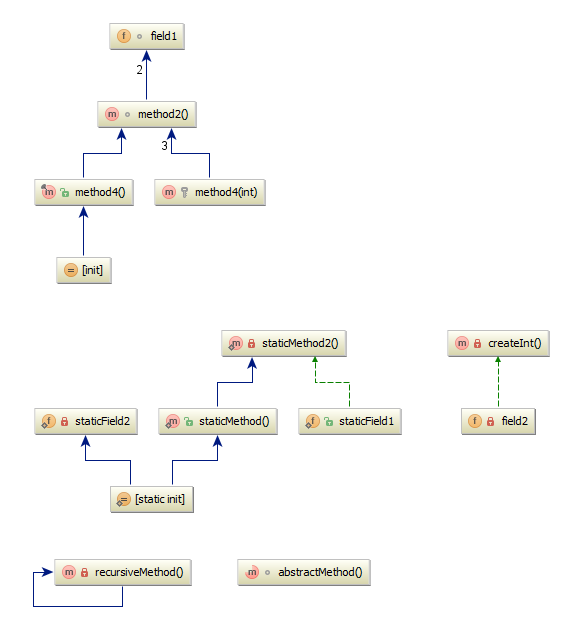 f field1
2
m method2()
3
m method4()
m method4(int)
= [init]
m staticMethod2()
m createInt()
f staticField2
m staticMethod()
f staticField1
f field2
= [static init]
m recursiveMethod()
m abstractMethod()